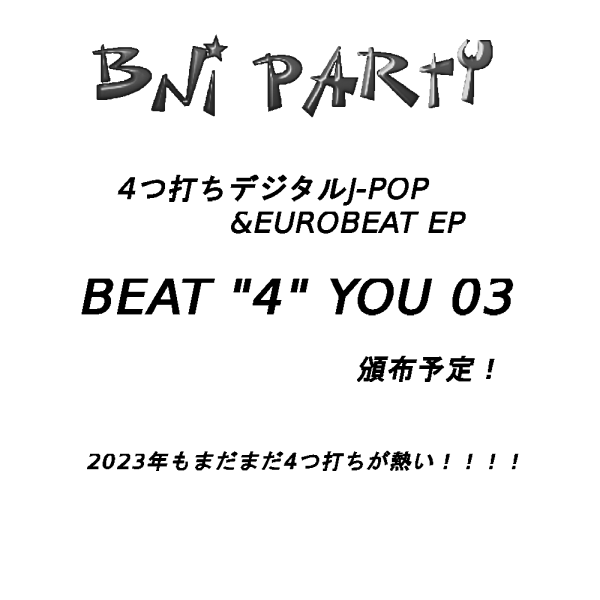 BNi PARTY
4つ打ちデジタルJ-POP
&EUROBEAT EP
BEAT "4" YOU 03
頒布予定！
2023年もまだまだ4つ打ちが熱い！！！！